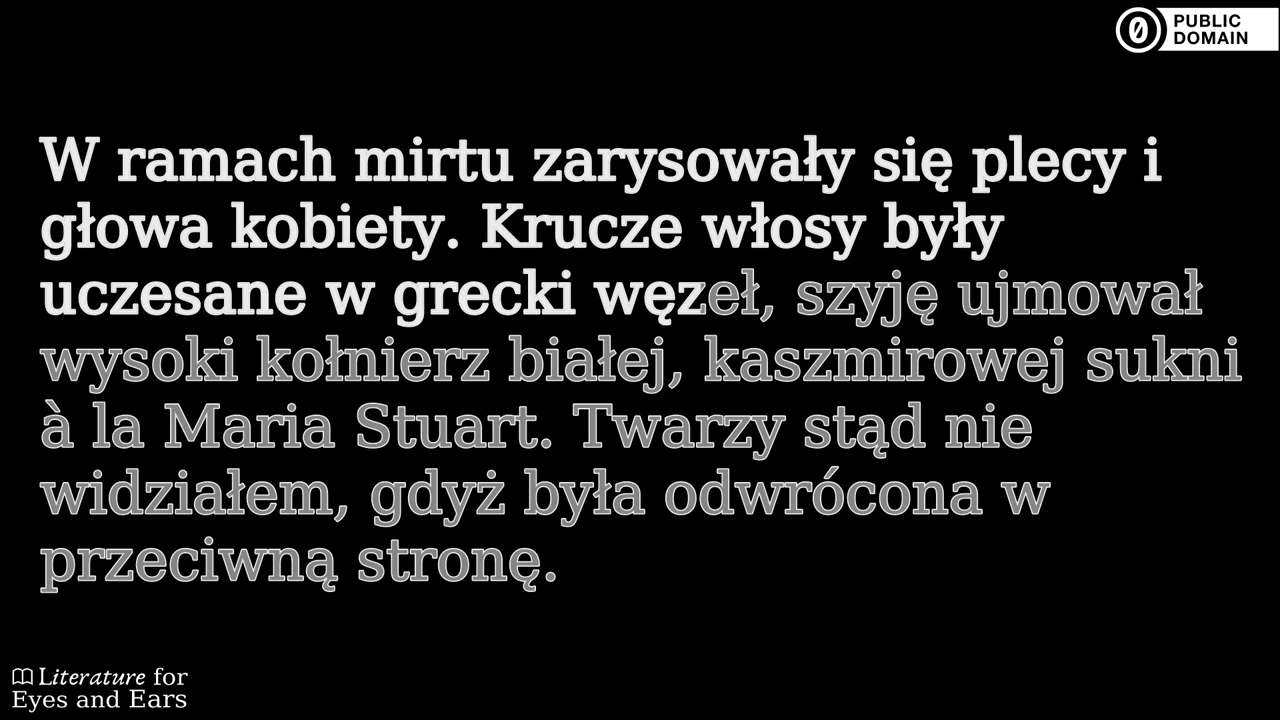 PUBLIC
DOMAIN
W ramach mirtu zarysowały się plecy i
głowa kobiety. Krucze włosy były
uczesane w grecki węzeł, szyję ujmował
wysoki kołnierz białej, kaszmirowej sukni
à la Maria Stuart. Twarzy stąd nie
widziałem, gdyż była odwrócona w
przeciwną stronę.
Literature for
Eyes and Ears